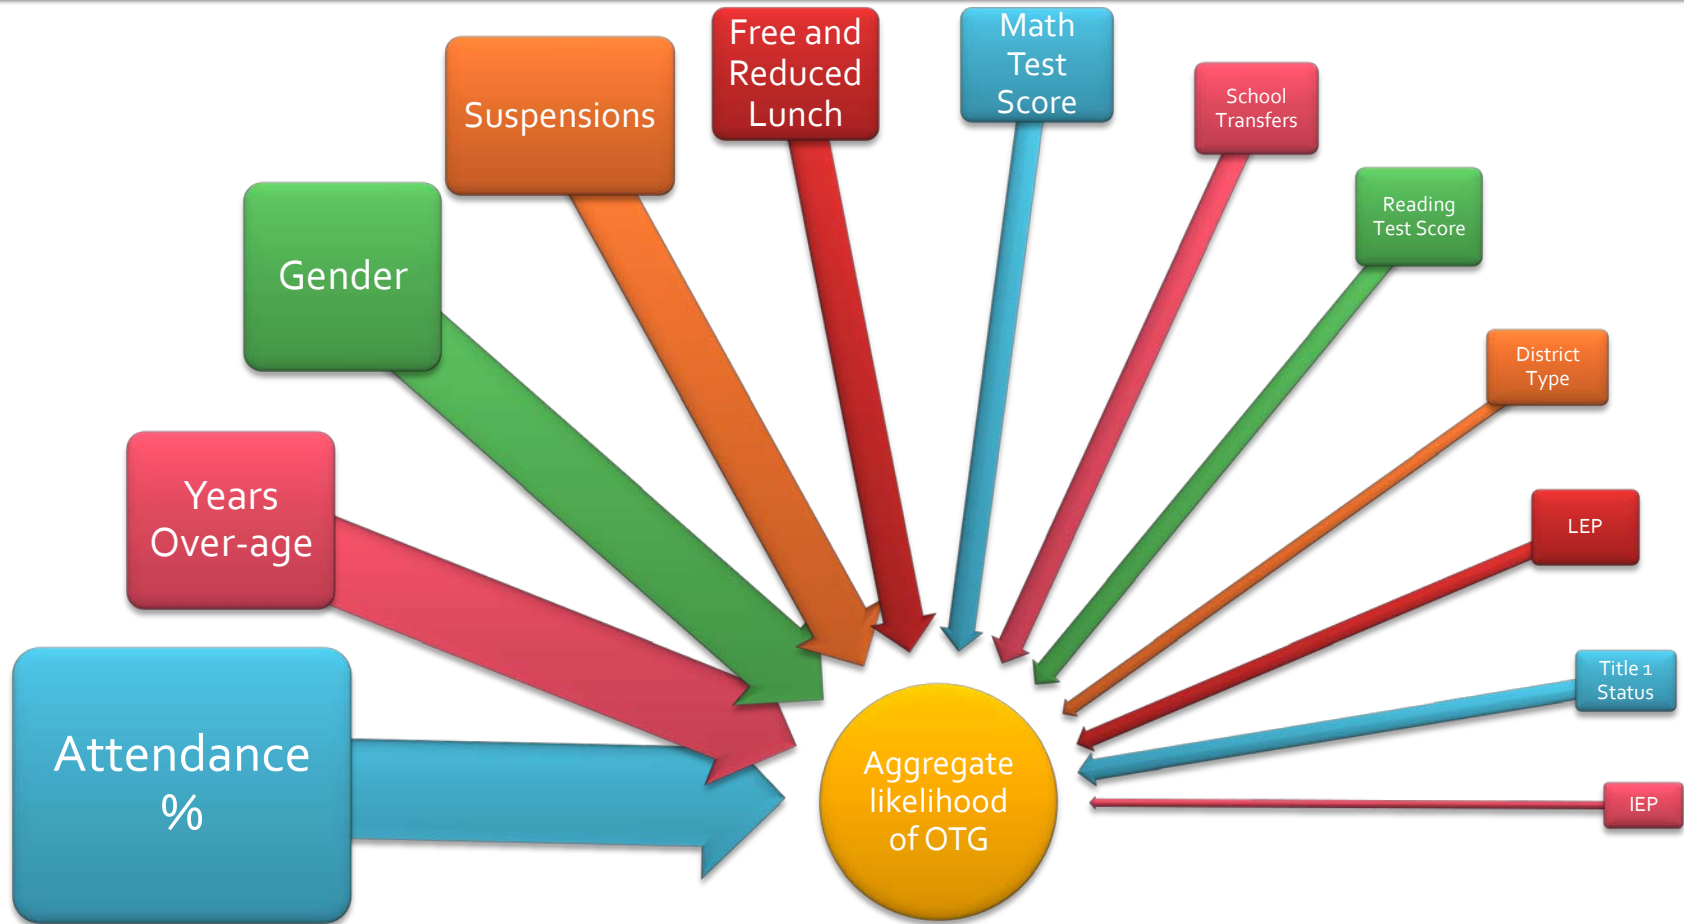 Attendance
%
Years
Over-age
Gender
Suspensions
Free and
Reduced
Lunch
Math
Test
Score
School
Transfers
Reading
Test Score
District
Type
LEP
Title 1
Status
IEP
Aggregate
likelihood
of OTG